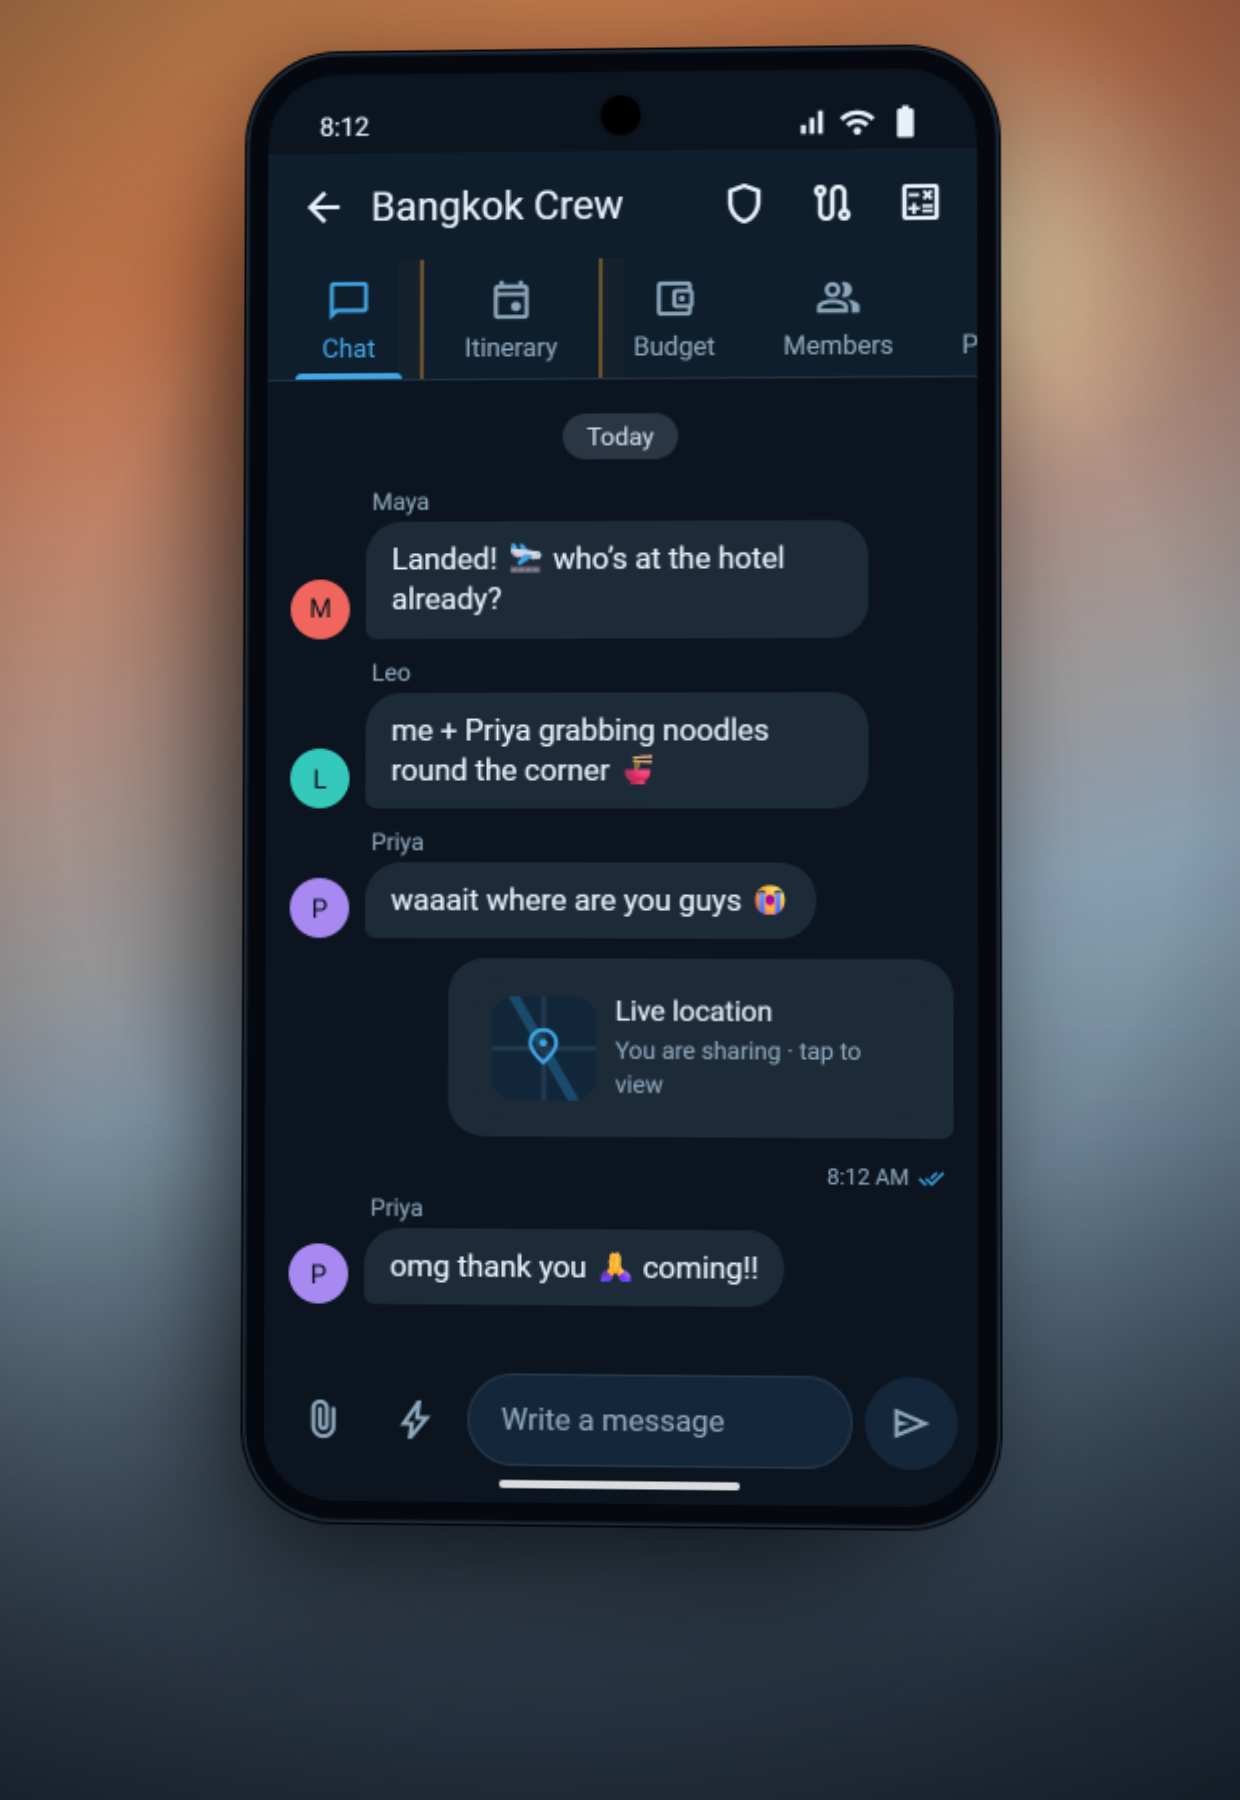 8:12
Bangkok Crew
Chat
Itinerary
Budget
Members
P
Today
Maya
Landed! 🛬 who's at the hotel
already?
M
Leo
me + Priya grabbing noodles
round the corner 🍜
L
Priya
waaait where are you guys 😭
P
Live location
You are sharing · tap to
view
8:12 AM
Priya
omg thank you 🙏 coming!!
P
Write a message